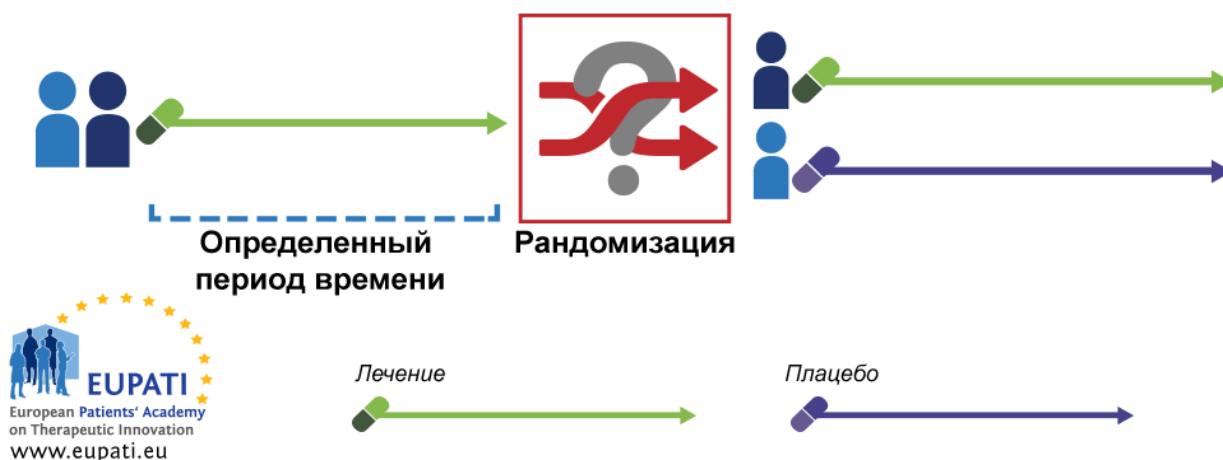 Определенный
период времени
Рандомизация
EUPATI
European Patients' Academy
on Therapeutic Innovation
www.eupati.eu
Лечение
Плацебо